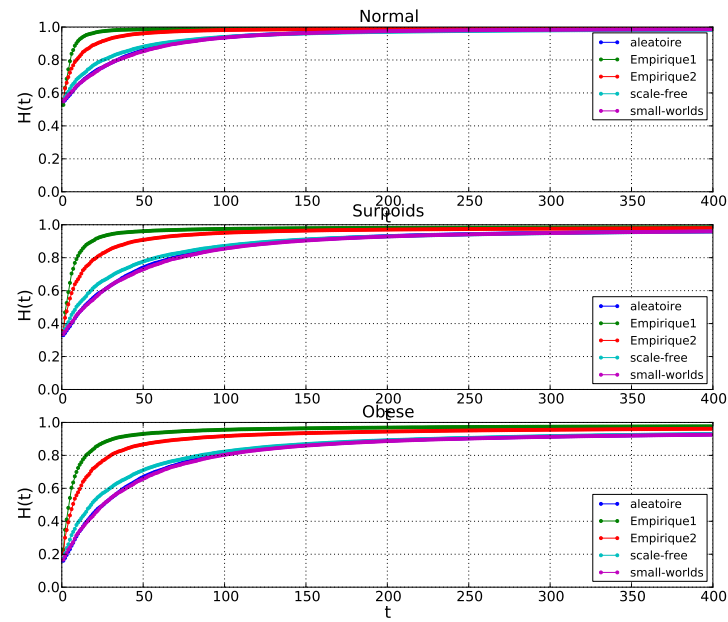 Normal
1.0
0.8
0.6
0.4
0.2
0.0
H(t)
aleatoire
Empirique1
Empirique2
scale-free
small-worlds
0 50 100 150 200 250 300 350 400
t
Surpoids
1.0
0.8
0.6
0.4
0.2
0.0
H(t)
aleatoire
Empirique1
Empirique2
scale-free
small-worlds
0 50 100 150 200 250 300 350 400
t
Obese
1.0
0.8
0.6
0.4
0.2
0.0
H(t)
aleatoire
Empirique1
Empirique2
scale-free
small-worlds
0 50 100 150 200 250 300 350 400
t